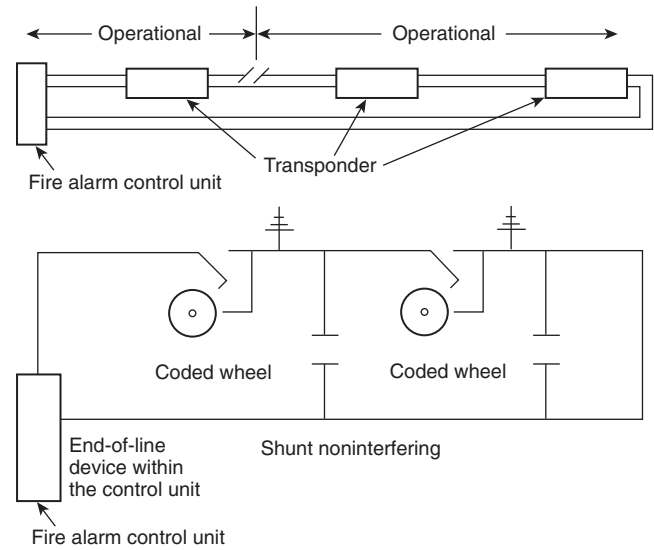 Operational Operational
Transponder
Fire alarm control unit
Coded wheel Coded wheel
End-of-line
device within
the control unit
Shunt noninterfering
Fire alarm control unit